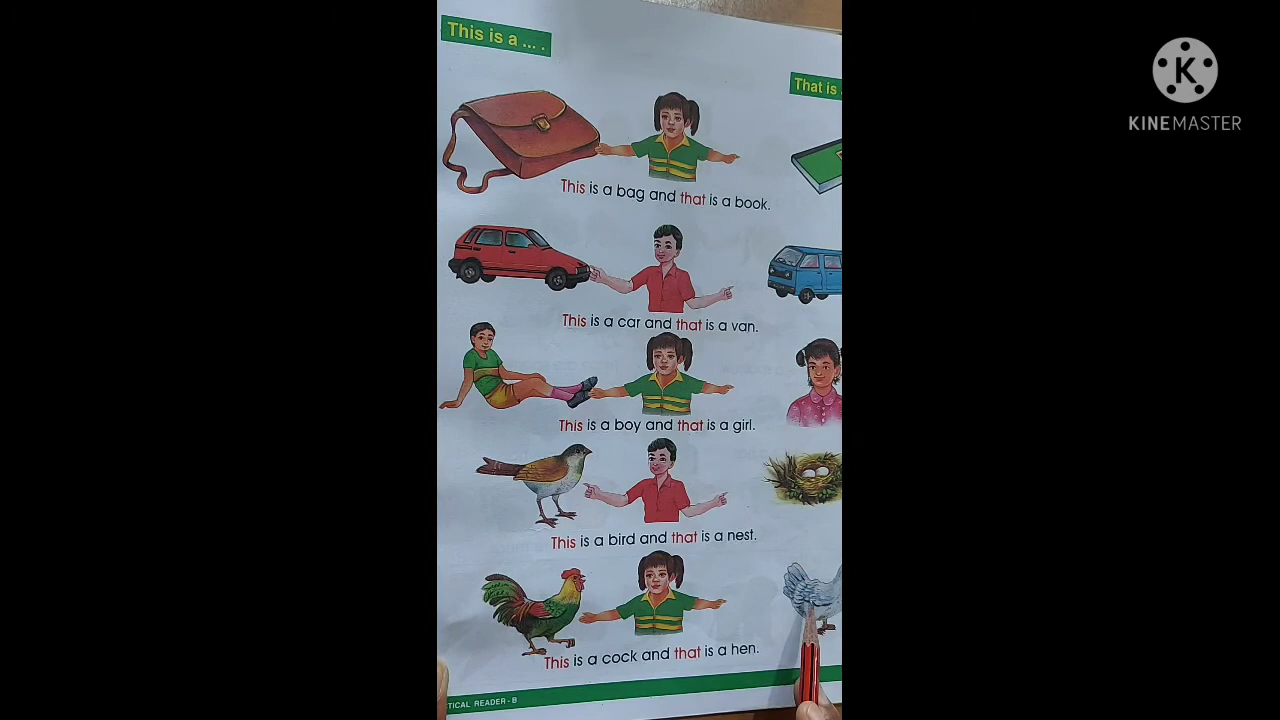 This is a ... .
That is
KINEMASTER
This is a bag and that is a book.
This is a car and that is a van.
This is a boy and that is a girl.
This is a bird and that is a nest.
This is a cock and that is a hen.
TICAL READER - B